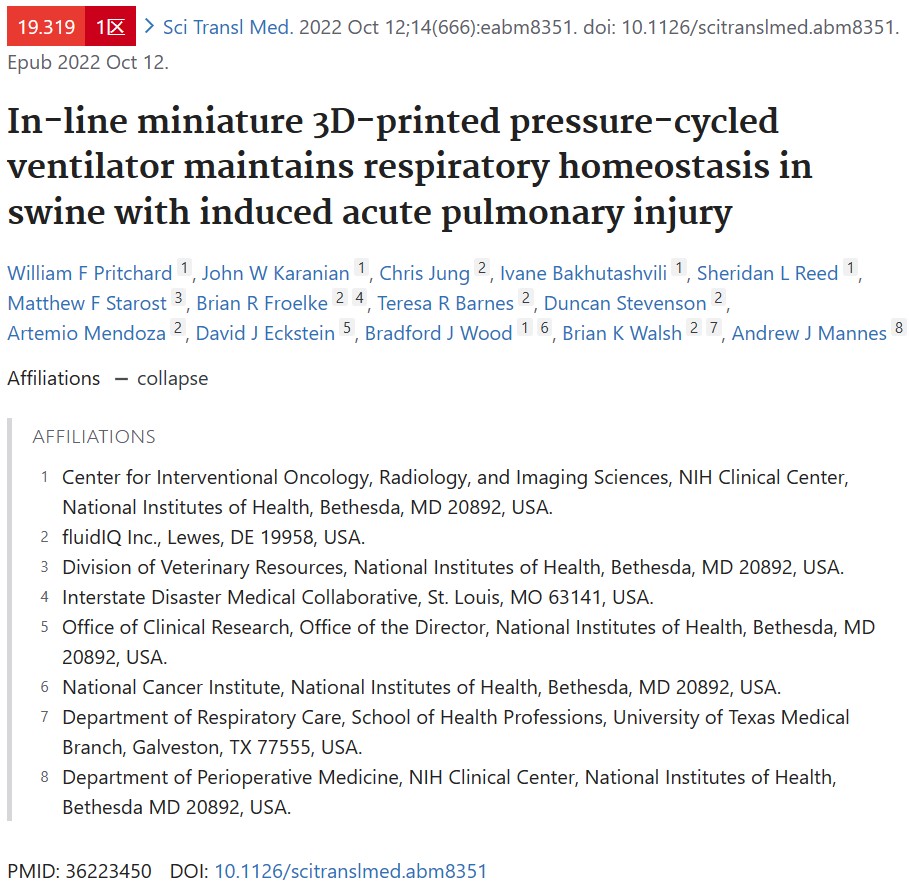 19.319 1区 > Sci Transl Med. 2022 Oct 12;14(666):eabm8351. doi: 10.1126/scitranslmed.abm8351.
Epub 2022 Oct 12.
In-line miniature 3D-printed pressure-cycled
ventilator maintains respiratory homeostasis in
swine with induced acute pulmonary injury
William F Pritchard 1, John W Karanian 1, Chris Jung 2, Ivane Bakhutashvili 1, Sheridan L Reed 1,
Matthew F Starost 3, Brian R Froelke 2 4, Teresa R Barnes 2, Duncan Stevenson 2,
Artemio Mendoza 2, David J Eckstein 5, Bradford J Wood 1 6, Brian K Walsh 2 7, Andrew J Mannes 8
Affiliations — collapse
AFFILIATIONS
1 Center for Interventional Oncology, Radiology, and Imaging Sciences, NIH Clinical Center,
National Institutes of Health, Bethesda, MD 20892, USA.
2 fluidIQ Inc., Lewes, DE 19958, USA.
3 Division of Veterinary Resources, National Institutes of Health, Bethesda, MD 20892, USA.
4 Interstate Disaster Medical Collaborative, St. Louis, MO 63141, USA.
5 Office of Clinical Research, Office of the Director, National Institutes of Health, Bethesda, MD
20892, USA.
6 National Cancer Institute, National Institutes of Health, Bethesda, MD 20892, USA.
7 Department of Respiratory Care, School of Health Professions, University of Texas Medical
Branch, Galveston, TX 77555, USA.
8 Department of Perioperative Medicine, NIH Clinical Center, National Institutes of Health,
Bethesda MD 20892, USA.
PMID: 36223450 DOI: 10.1126/scitranslmed.abm8351